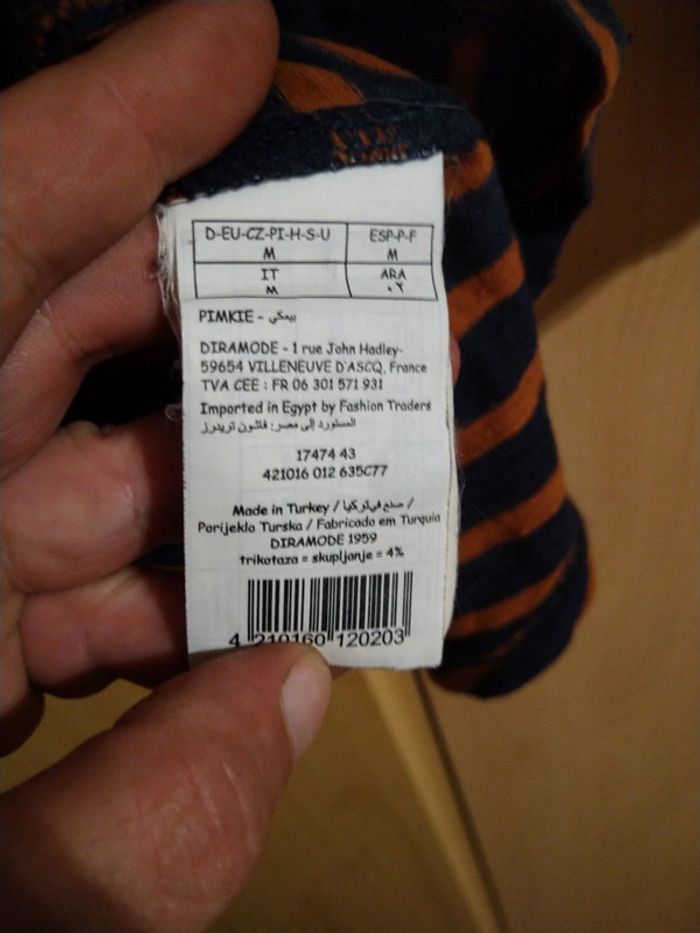 D-EU-CZ-PI-H-S-U ESP-P-F
M M
IT ARA
M ٠٢
PIMKIE - بيمكي
DIRAMODE - 1 rue John Hadley-
59654 VILLENEUVE D'ASCQ, France
TVA CEE : FR 06 301 571 931
Imported in Egypt by Fashion Traders
المستورد إلى مصر: فاشون تريدرز
17474 43
421016 012 635C77
Made in Turkey / صنع في تركيا /
Porijeklo Turska / Fabricado em Turquia
DIRAMODE 1959
trikotaza = skupljanje = 4%
4 210160 120203